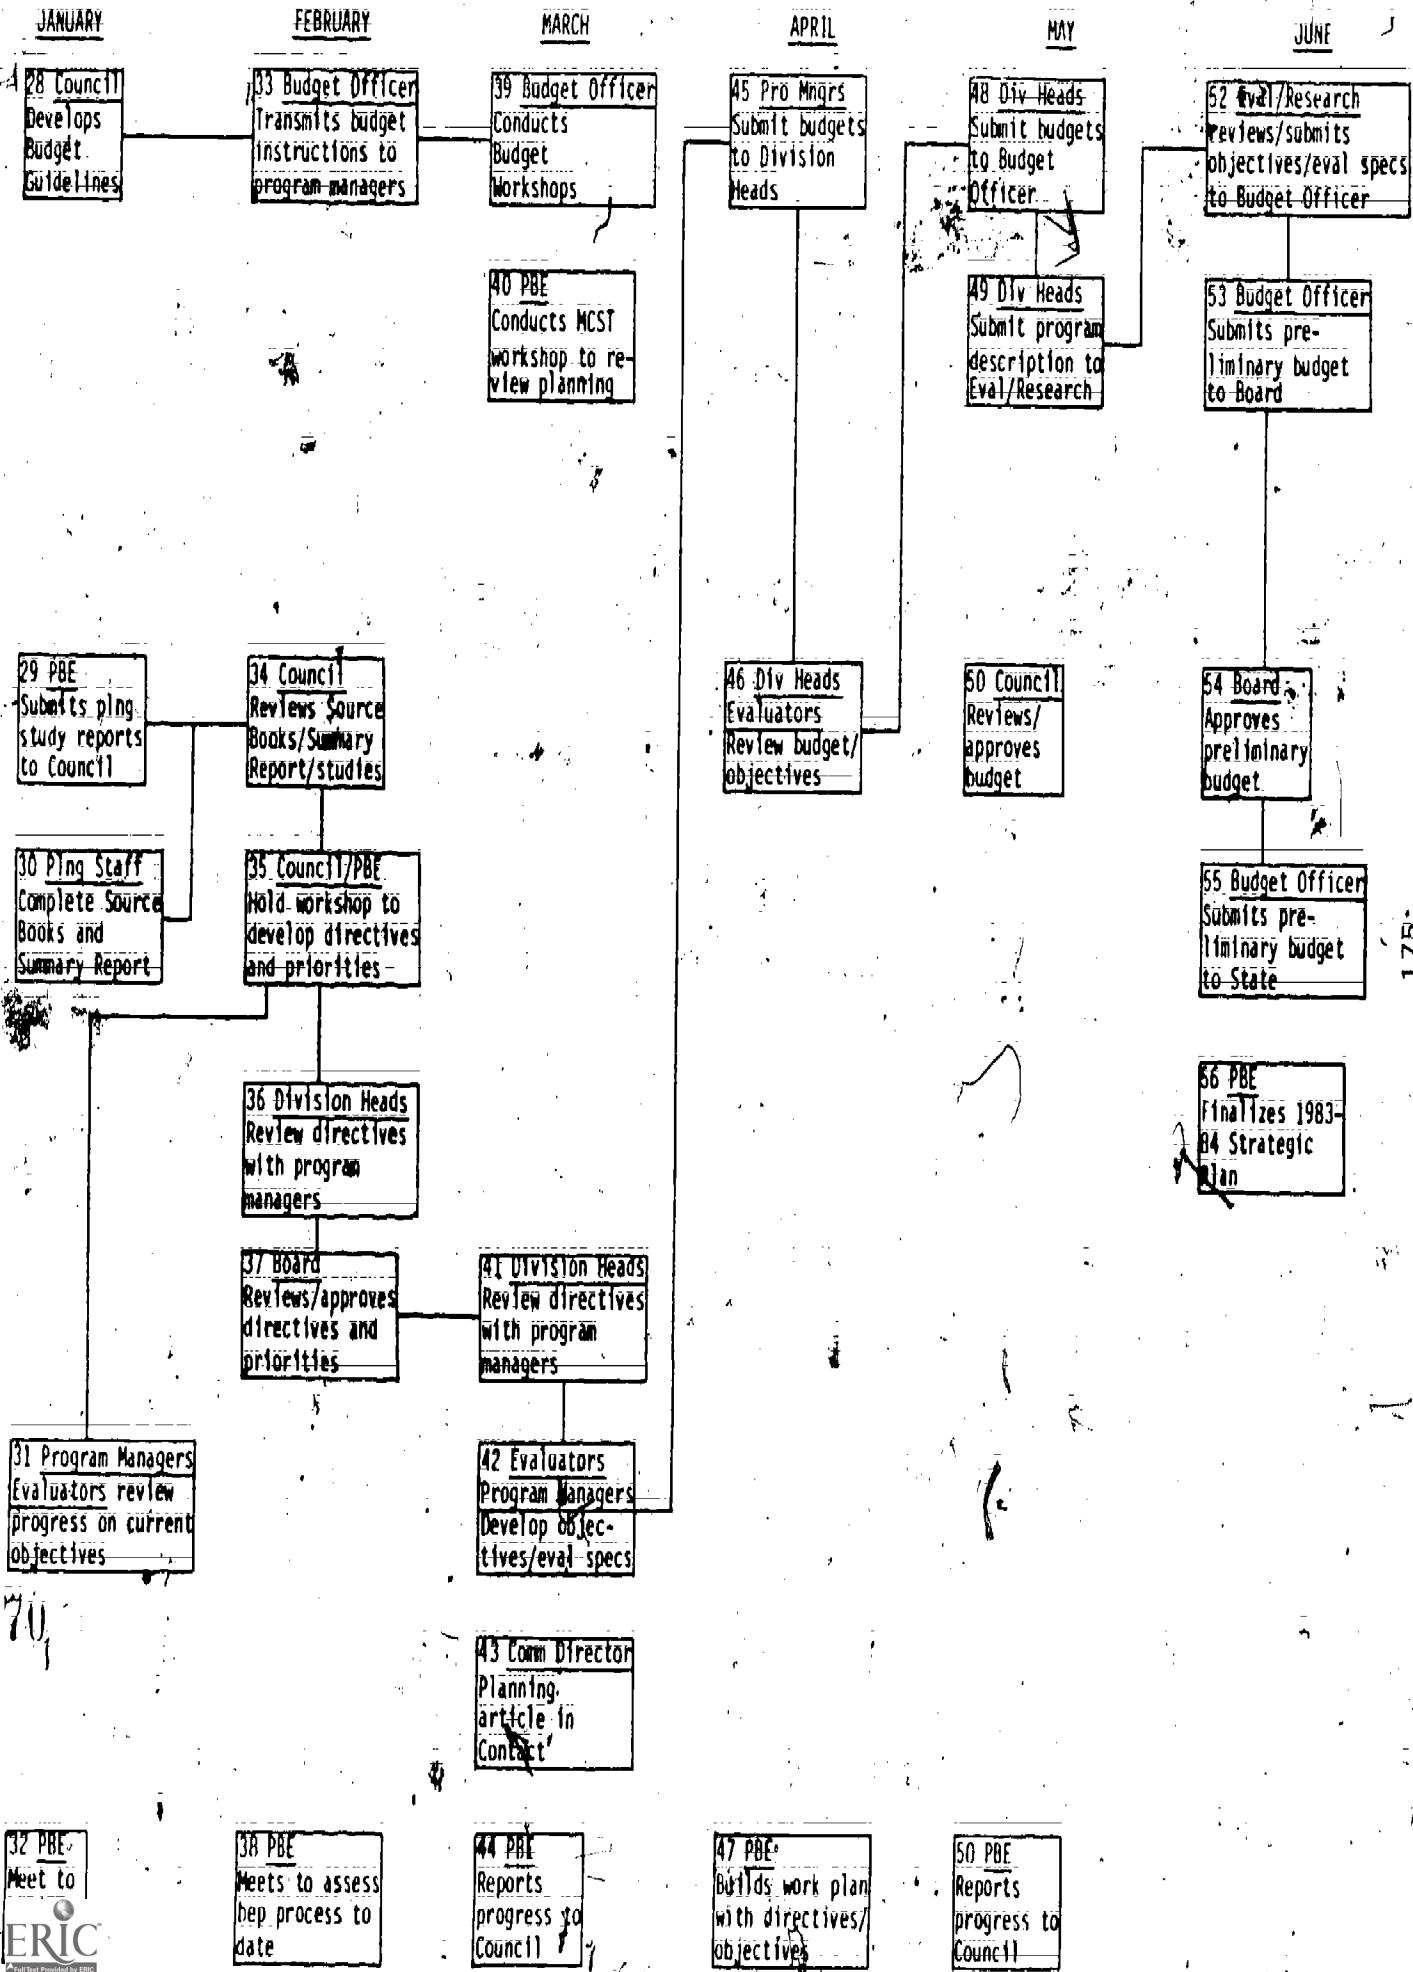 JANUARY
28 Council
Develops
Budget
Guidelines
29 PBE
Submits plng
study reports
to Council
30 Plng Staff
Complete Source
Books and
Summary Report
31 Program Managers
Evaluators review
progress on current
objectives
70
32 PBE
Meet to
ERIC
Full Text Provided by ERIC
FEBRUARY
33 Budget Officer
Transmits budget
instructions to
program managers
34 Council
Reviews Source
Books/Summary
Report/studies
35 Council/PBE
Hold workshop to
develop directives
and priorities
36 Division Heads
Review directives
with program
managers
37 Board
Reviews/approves
directives and
priorities
38 PBE
Meets to assess
bep process to
date
MARCH
39 Budget Officer
Conducts
Budget
Workshops
40 PBE
Conducts MCST
workshop to re-
view planning
41 Division Heads
Review directives
with program
managers
42 Evaluators
Program Managers
Develop objec-
tives/eval specs
43 Comm Director
Planning
article in
Contact
44 PBE
Reports
progress to
Council
APRIL
45 Pro Mngrs
Submit budgets
to Division
Heads
46 Div Heads
Evaluators
Review budget/
objectives
47 PBE
Builds work plan
with directives/
objectives
MAY
48 Div Heads
Submit budgets
to Budget
Officer
49 Div Heads
Submit program
description to
Eval/Research
50 Council
Reviews/
approves
budget
50 PBE
Reports
progress to
Council
JUNE
52 Eval/Research
reviews/submits
objectives/eval specs
to Budget Officer
53 Budget Officer
Submits pre-
liminary budget
to Board
54 Board
Approves
preliminary
budget
55 Budget Officer
Submits pre-
liminary budget
to State
56 PBE
Finalizes 1983-
84 Strategic
Plan
175